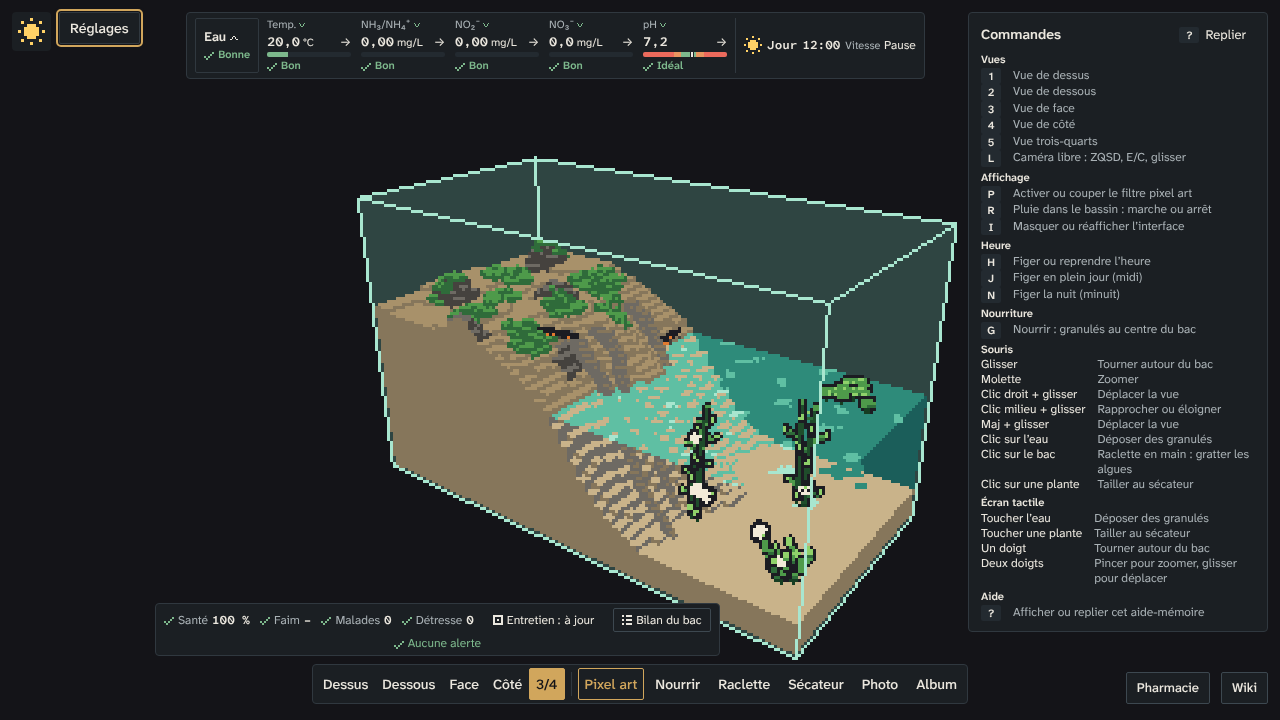 Réglages
Eau
Bonne
Temp.
20,0 °C
Bon
NH₃/NH₄⁺
0,00 mg/L
Bon
NO₂⁻
0,00 mg/L
Bon
NO₃⁻
0,0 mg/L
Bon
pH
7,2
Idéal
Jour 12:00 Vitesse Pause
Commandes
? Replier
Vues
1 Vue de dessus
2 Vue de dessous
3 Vue de face
4 Vue de côté
5 Vue trois-quarts
L Caméra libre : ZQSD, E/C, glisser
Affichage
P Activer ou couper le filtre pixel art
R Pluie dans le bassin : marche ou arrêt
I Masquer ou réafficher l'interface
Heure
H Figer ou reprendre l'heure
J Figer en plein jour (midi)
N Figer la nuit (minuit)
Nourriture
G Nourrir : granulés au centre du bac
Souris
Glisser Tourner autour du bac
Molette Zoomer
Clic droit + glisser Déplacer la vue
Clic milieu + glisser Rapprocher ou éloigner
Maj + glisser Déplacer la vue
Clic sur l'eau Déposer des granulés
Clic sur le bac Raclette en main : gratter les
algues
Clic sur une plante Tailler au sécateur
Écran tactile
Toucher l'eau Déposer des granulés
Toucher une plante Tailler au sécateur
Un doigt Tourner autour du bac
Deux doigts Pincer pour zoomer, glisser
pour déplacer
Aide
? Afficher ou replier cet aide-mémoire
Santé 100 % Faim – Malades 0 Détresse 0 Entretien : à jour Bilan du bac
Aucune alerte
Dessus Dessous Face Côté 3/4 Pixel art Nourrir Raclette Sécateur Photo Album
Pharmacie Wiki